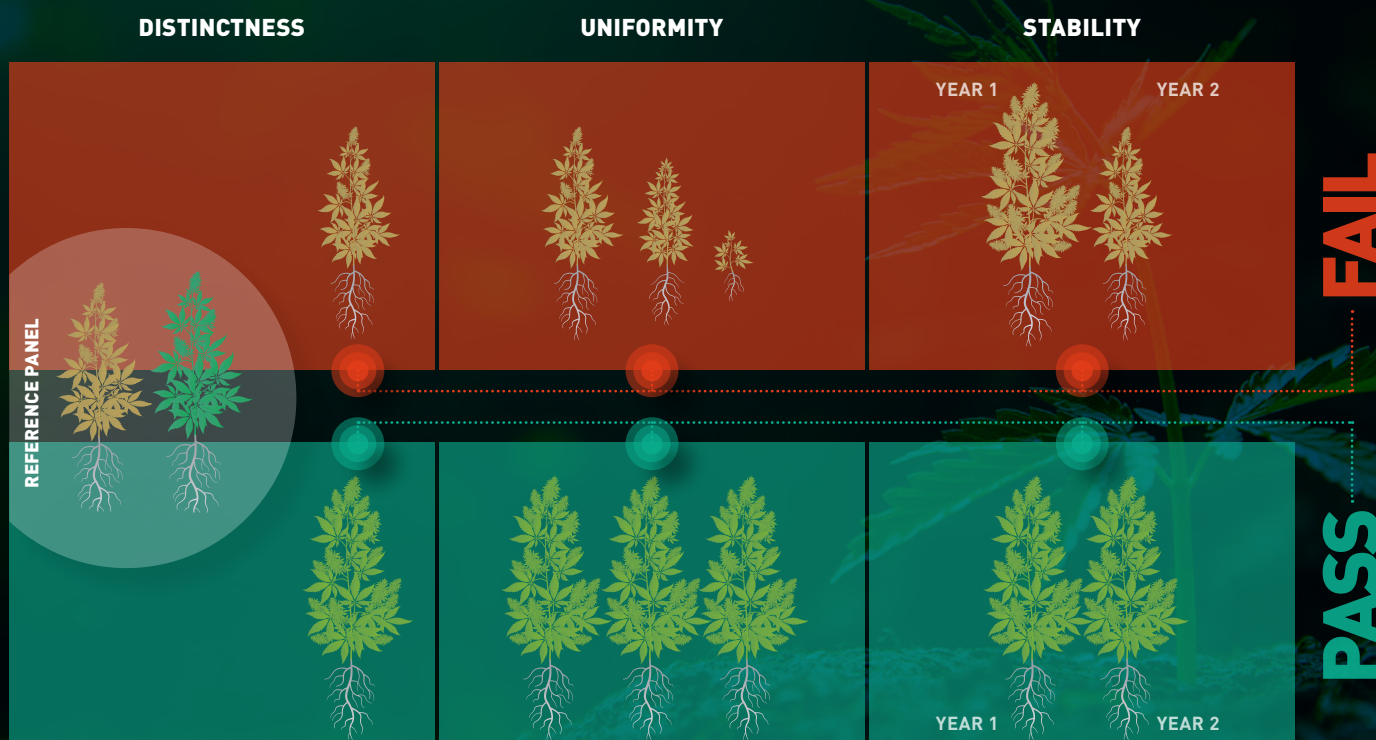 DISTINCTNESS
UNIFORMITY
STABILITY
YEAR 1
YEAR 2
FAIL
REFERENCE PANEL
PASS
YEAR 1
YEAR 2